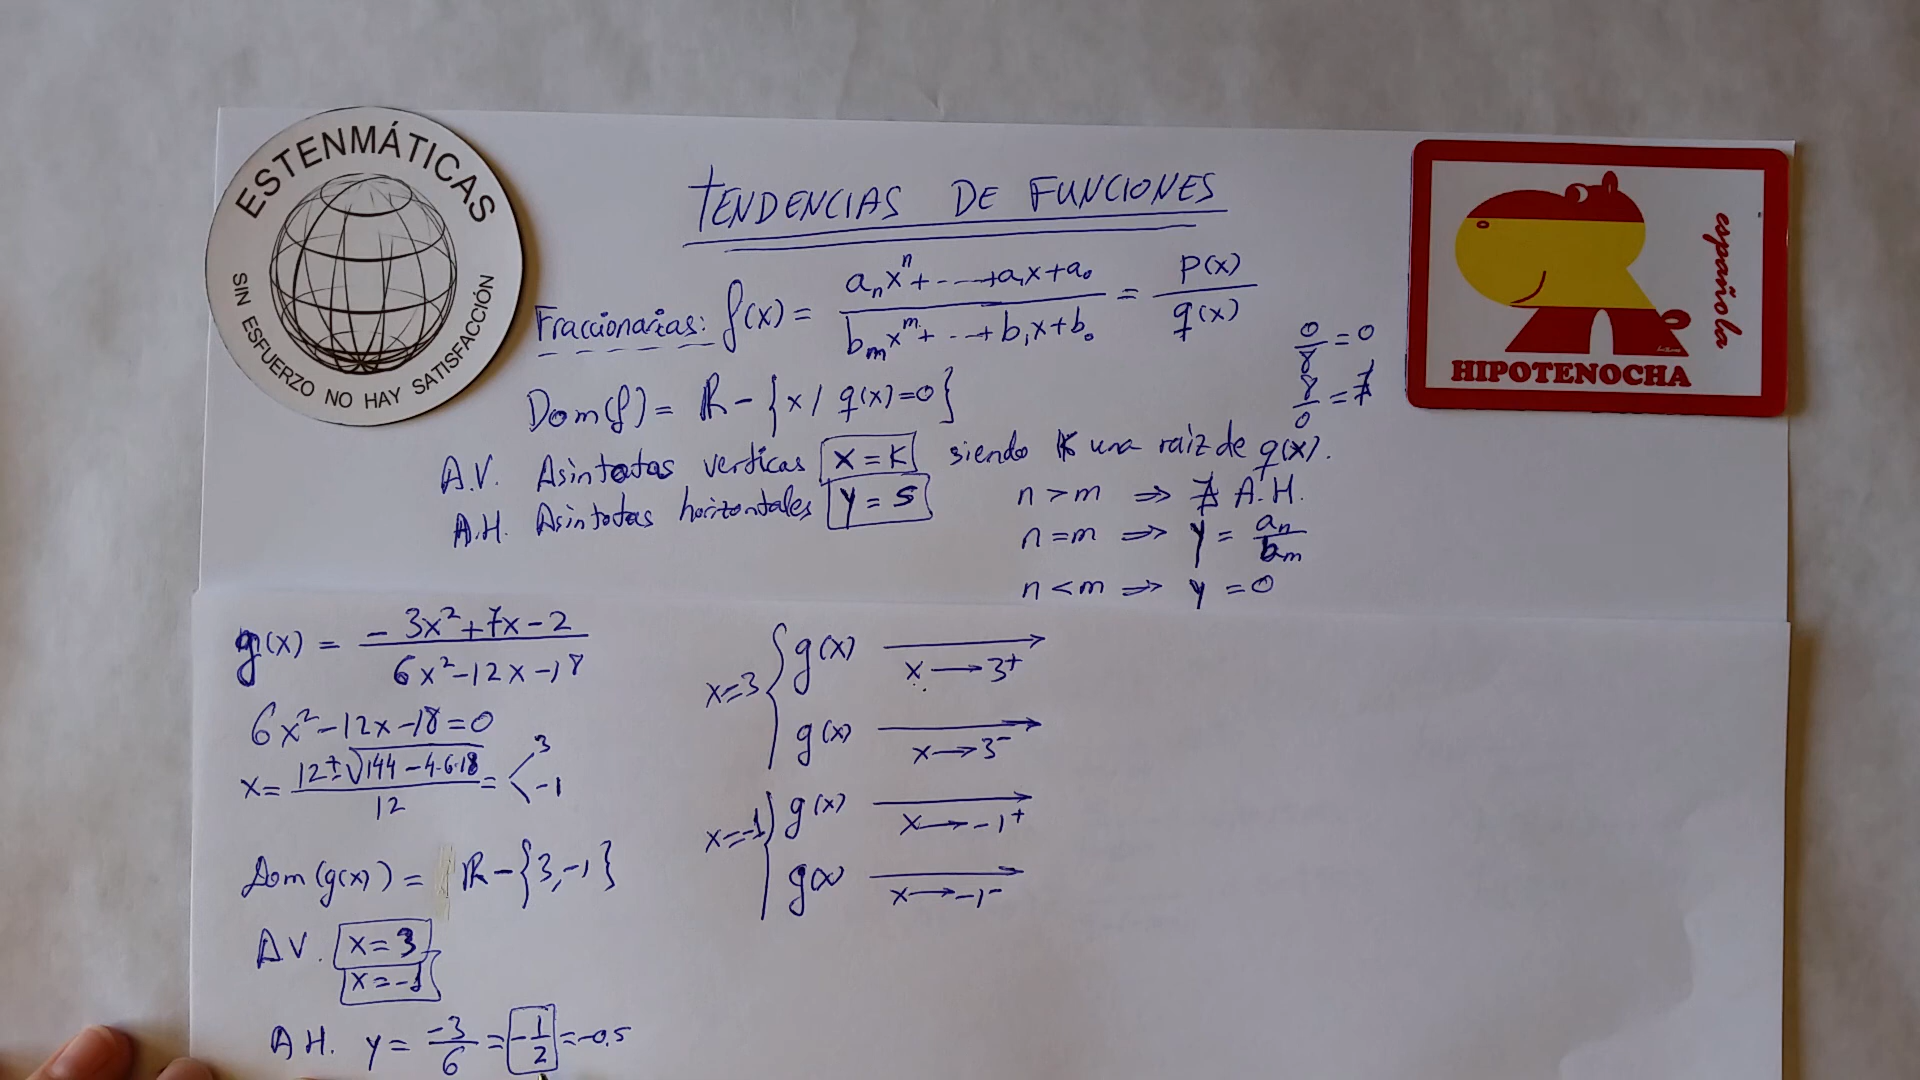 ESTENMÁTICAS
SIN ESFUERZO NO HAY SATISFACCIÓN
TENDENCIAS DE FUNCIONES
española
HIPOTENOCHA
Fraccionarias: f(x) = (aₙxⁿ + ---- + a₁x + a₀) / (bₘxᵐ + --- + b₁x + b₀) = P(x) / q(x)
0/8 = 0
8/0 = ∄
Dom(f) = ℝ - {x / q(x)=0}
A.V. Asintotas verticas x = K siendo K una raiz de q(x).
A.H. Asintotas horizontales y = s
n > m ⇒ ∄ A.H.
n = m ⇒ y = aₙ/bₘ
n < m ⇒ y = 0
g(x) = (-3x²+7x-2) / (6x²-12x-18)
6x²-12x-18=0
x = (12±√(144-4·6·18)) / 12 = < 3
-1
Dom(g(x)) = ℝ-{3,-1}
A.V. x=3
x=-1
A.H. y = -3/6 = -1/2 = -0,5
x=3 { g(x) → x→3⁺
g(x) → x→3⁻
x=-1 { g(x) → x→-1⁺
g(x) → x→-1⁻